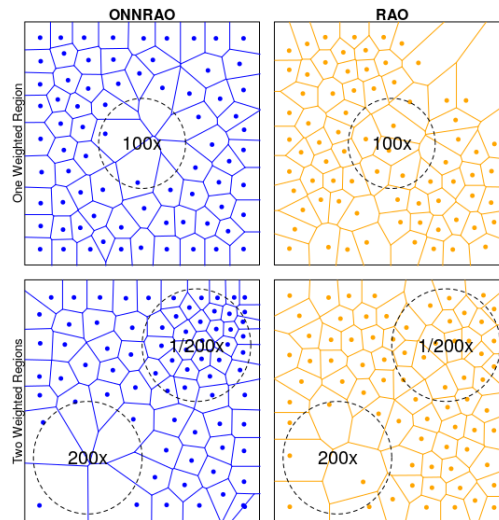 ONNRAO
RAO
One Weighted Region
100x
100x
Two Weighted Regions
1/200x
1/200x
200x
200x